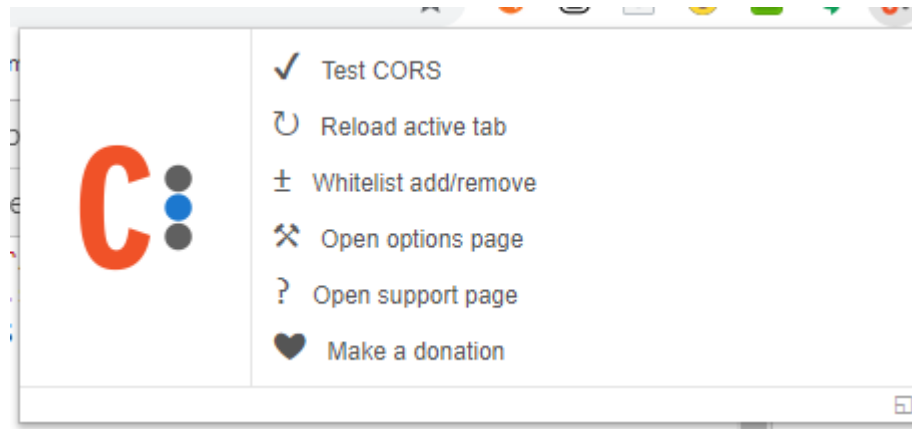 Test CORS
Reload active tab
C
Whitelist add/remove
Open options page
? Open support page
Make a donation